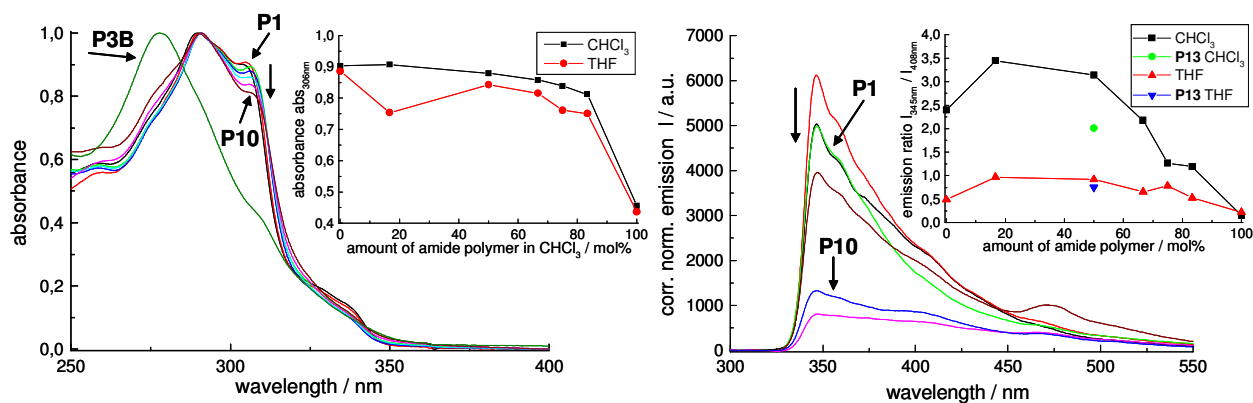 P3B
P1
P10
absorbance
1,0
0,8
0,6
0,4
0,2
0,0
250
300
350
400
wavelength / nm
CHCl3
THF
absorbance abs306nm
1,0
0,9
0,8
0,7
0,6
0,5
0,4
0
20
40
60
80
100
amount of amide polymer in CHCl3 / mol%
P1
P10
corr. norm. emission I / a.u.
6000
5000
4000
3000
2000
1000
0
300
350
400
450
500
550
wavelength / nm
CHCl3
P13 CHCl3
THF
P13 THF
emission ratio I345nm / I408nm
4,0
3,5
3,0
2,5
2,0
1,5
1,0
0,5
0,0
0
20
40
60
80
100
amount of amide polymer / mol%